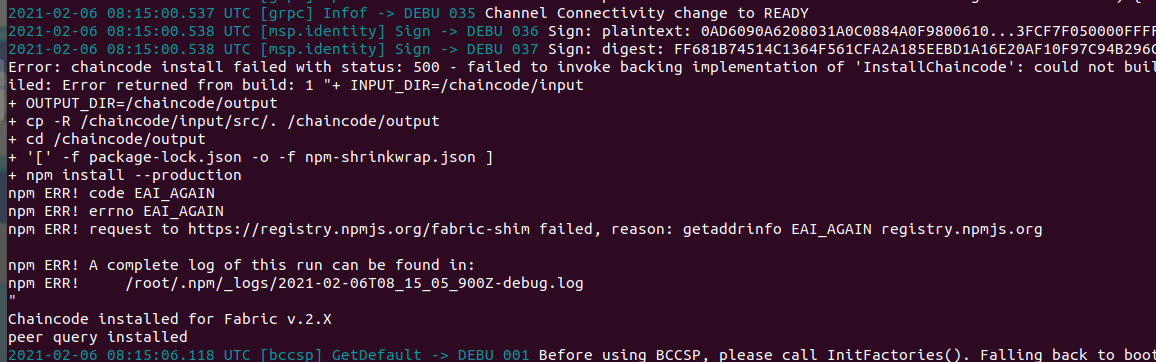 2021-02-06 08:15:00.537 UTC [grpc] Infof -> DEBU 035 Channel Connectivity change to READY
2021-02-06 08:15:00.538 UTC [msp.identity] Sign -> DEBU 036 Sign: plaintext: 0AD6090A6208031A0C0884A0F9800610...3FCF7F050000FFFF
2021-02-06 08:15:00.538 UTC [msp.identity] Sign -> DEBU 037 Sign: digest: FF681B74514C1364F561CFA2A185EEBD1A16E20AF10F97C94B296C
Error: chaincode install failed with status: 500 - failed to invoke backing implementation of 'InstallChaincode': could not buil
iled: Error returned from build: 1 "+ INPUT_DIR=/chaincode/input
+ OUTPUT_DIR=/chaincode/output
+ cp -R /chaincode/input/src/. /chaincode/output
+ cd /chaincode/output
+ '[' -f package-lock.json -o -f npm-shrinkwrap.json ]
+ npm install --production
npm ERR! code EAI_AGAIN
npm ERR! errno EAI_AGAIN
npm ERR! request to https://registry.npmjs.org/fabric-shim failed, reason: getaddrinfo EAI_AGAIN registry.npmjs.org
npm ERR! A complete log of this run can be found in:
npm ERR!     /root/.npm/_logs/2021-02-06T08_15_05_900Z-debug.log
"
Chaincode installed for Fabric v.2.X
peer query installed
2021-02-06 08:15:06.118 UTC [bccsp] GetDefault -> DEBU 001 Before using BCCSP, please call InitFactories(). Falling back to boot